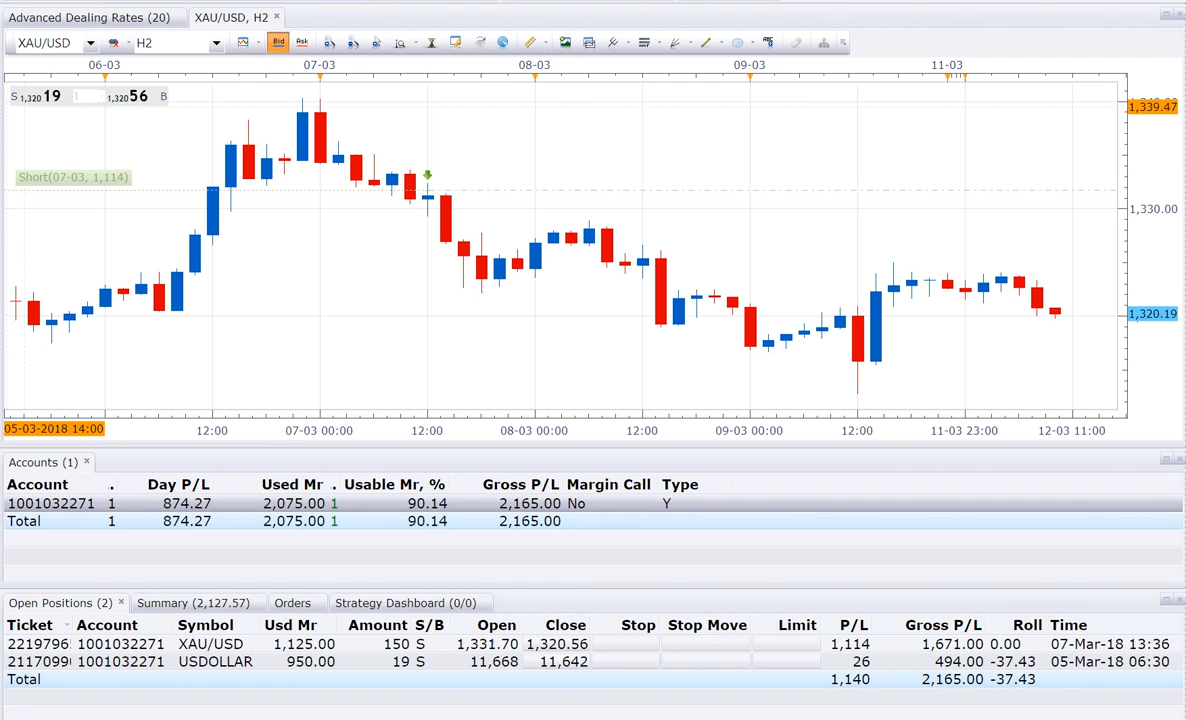 Advanced Dealing Rates (20) XAU/USD, H2
XAU/USD H2 Bid Ask
06-03 07-03 08-03 09-03 11-03
S 1,320 19 1 1,320 56 B
1,339.47
Short(07-03, 1,114)
1,330.00
1,320.19
05-03-2018 14:00 12:00 07-03 00:00 12:00 08-03 00:00 12:00 09-03 00:00 12:00 11-03 23:00 12-03 11:00
Accounts (1)
Account . Day P/L Used Mr . Usable Mr, % Gross P/L Margin Call Type
1001032271 1 874.27 2,075.00 1 90.14 2,165.00 No Y
Total 1 874.27 2,075.00 1 90.14 2,165.00
Open Positions (2) Summary (2,127.57) Orders Strategy Dashboard (0/0)
Ticket Account Symbol Usd Mr Amount S/B Open Close Stop Stop Move Limit P/L Gross P/L Roll Time
2219796 1001032271 XAU/USD 1,125.00 150 S 1,331.70 1,320.56 1,114 1,671.00 0.00 07-Mar-18 13:36
2117099 1001032271 USDOLLAR 950.00 19 S 11,668 11,642 26 494.00 -37.43 05-Mar-18 06:30
Total 1,140 2,165.00 -37.43